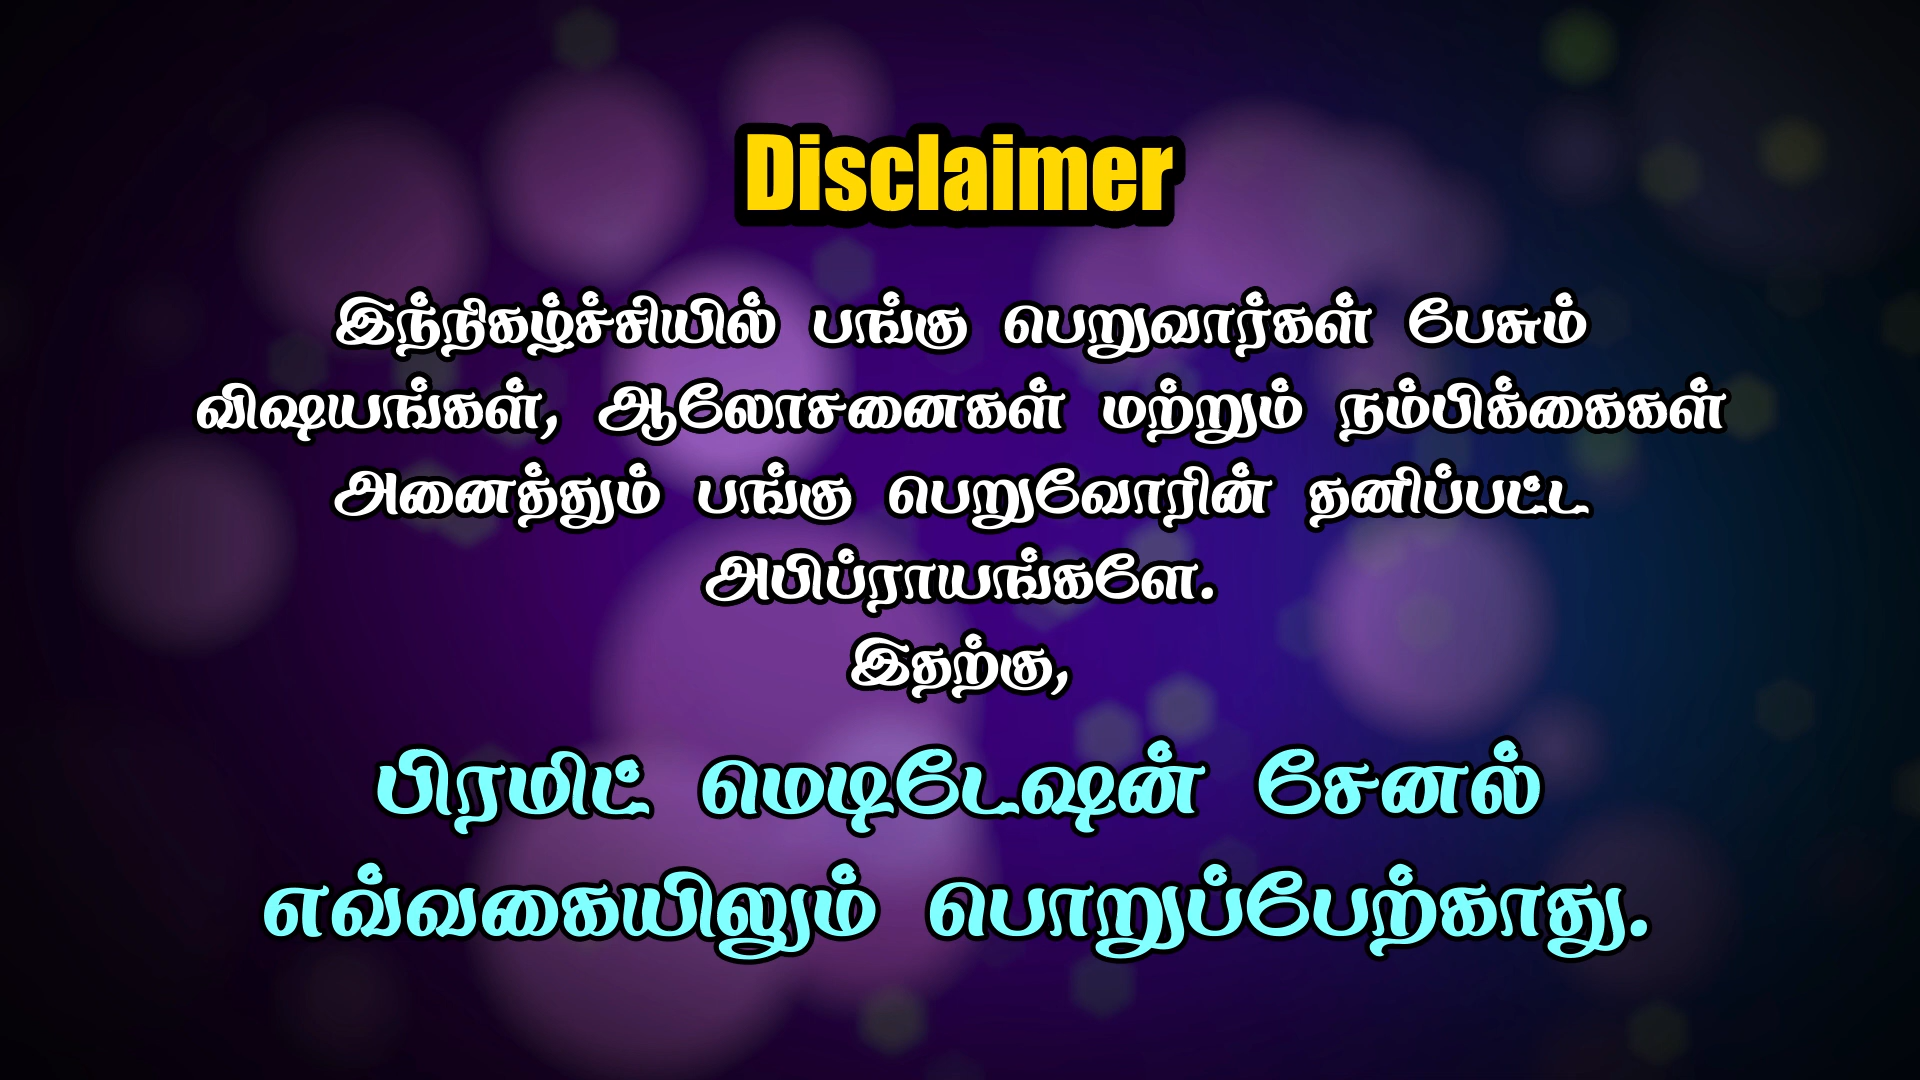 Disclaimer
இந்நிகழ்ச்சியில் பங்கு பெறுவார்கள் பேசும்
விஷயங்கள், ஆலோசனைகள் மற்றும் நம்பிக்கைகள்
அனைத்தும் பங்கு பெறுவோரின் தனிப்பட்ட
அபிப்ராயங்களே.
இதற்கு,
பிரமிட் மெடிடேஷன் சேனல்
எவ்வகையிலும் பொறுப்பேற்காது.